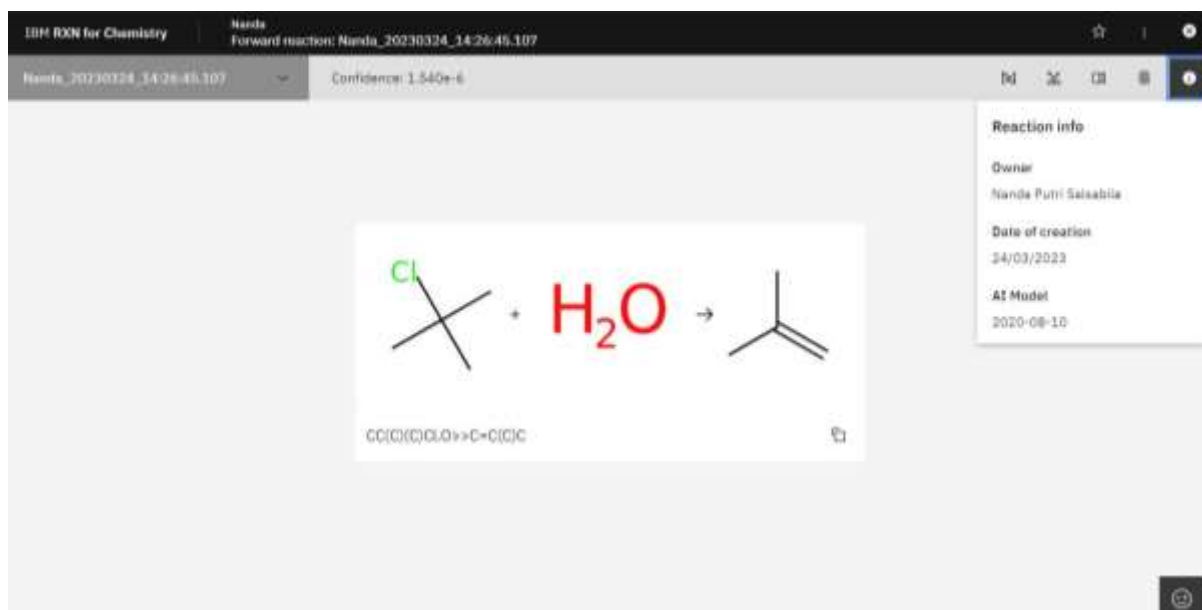 IBM RXN for Chemistry
Nanda
Forward reaction: Nanda_20230324_14:26:45.107
Nanda_20230324_14:26:45.107
Confidence: 1.540e-6
Reaction info
Owner
Nanda Putri Salsabila
Date of creation
24/03/2023
AI Model
2020-08-10
Cl
+ H₂O →
CC(C)(C)Cl.O>>C=C(C)C